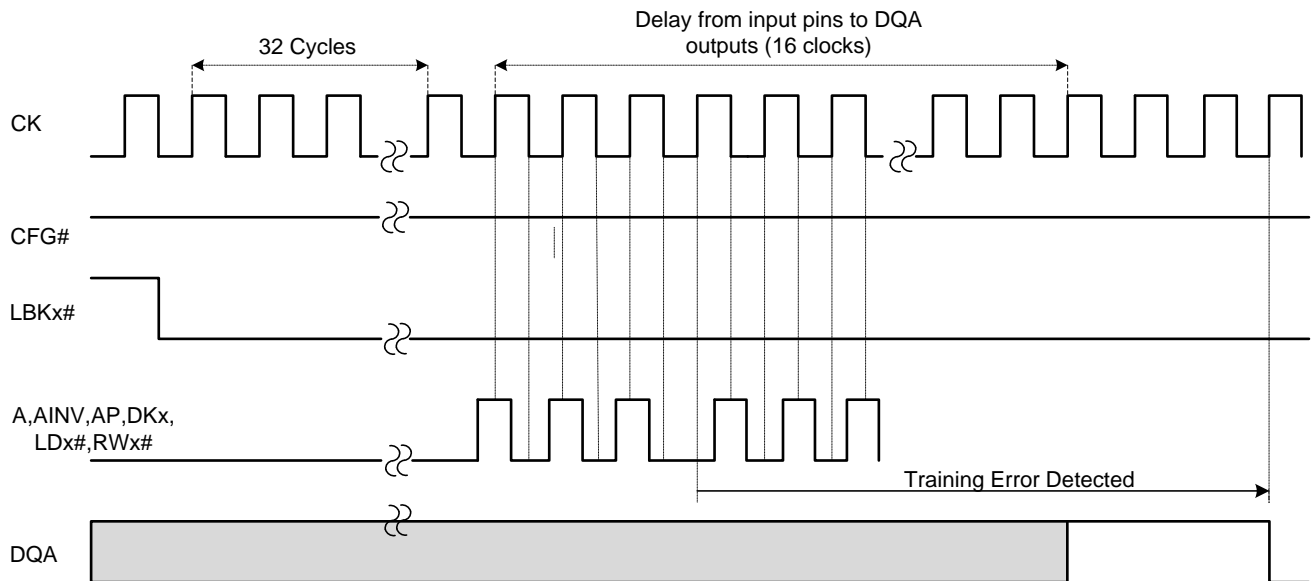 Delay from input pins to DQA
outputs (16 clocks)
32 Cycles
CK
CFG#
LBKx#
A,AINV,AP,DKx,
LDx#,RWx#
Training Error Detected
DQA